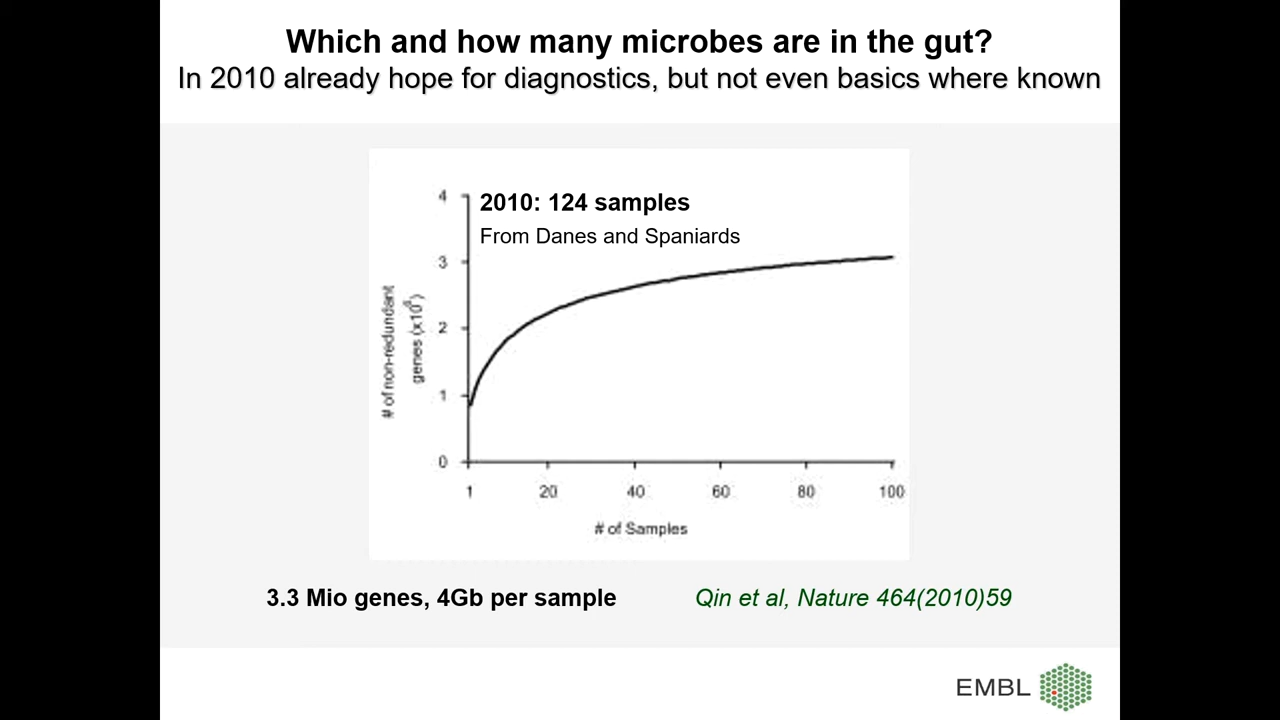 Which and how many microbes are in the gut?
In 2010 already hope for diagnostics, but not even basics where known
2010: 124 samples
From Danes and Spaniards
4
3
2
1
0
# of non-redundant
genes (x10⁶)
1 20 40 60 80 100
# of Samples
3.3 Mio genes, 4Gb per sample
Qin et al, Nature 464(2010)59
EMBL